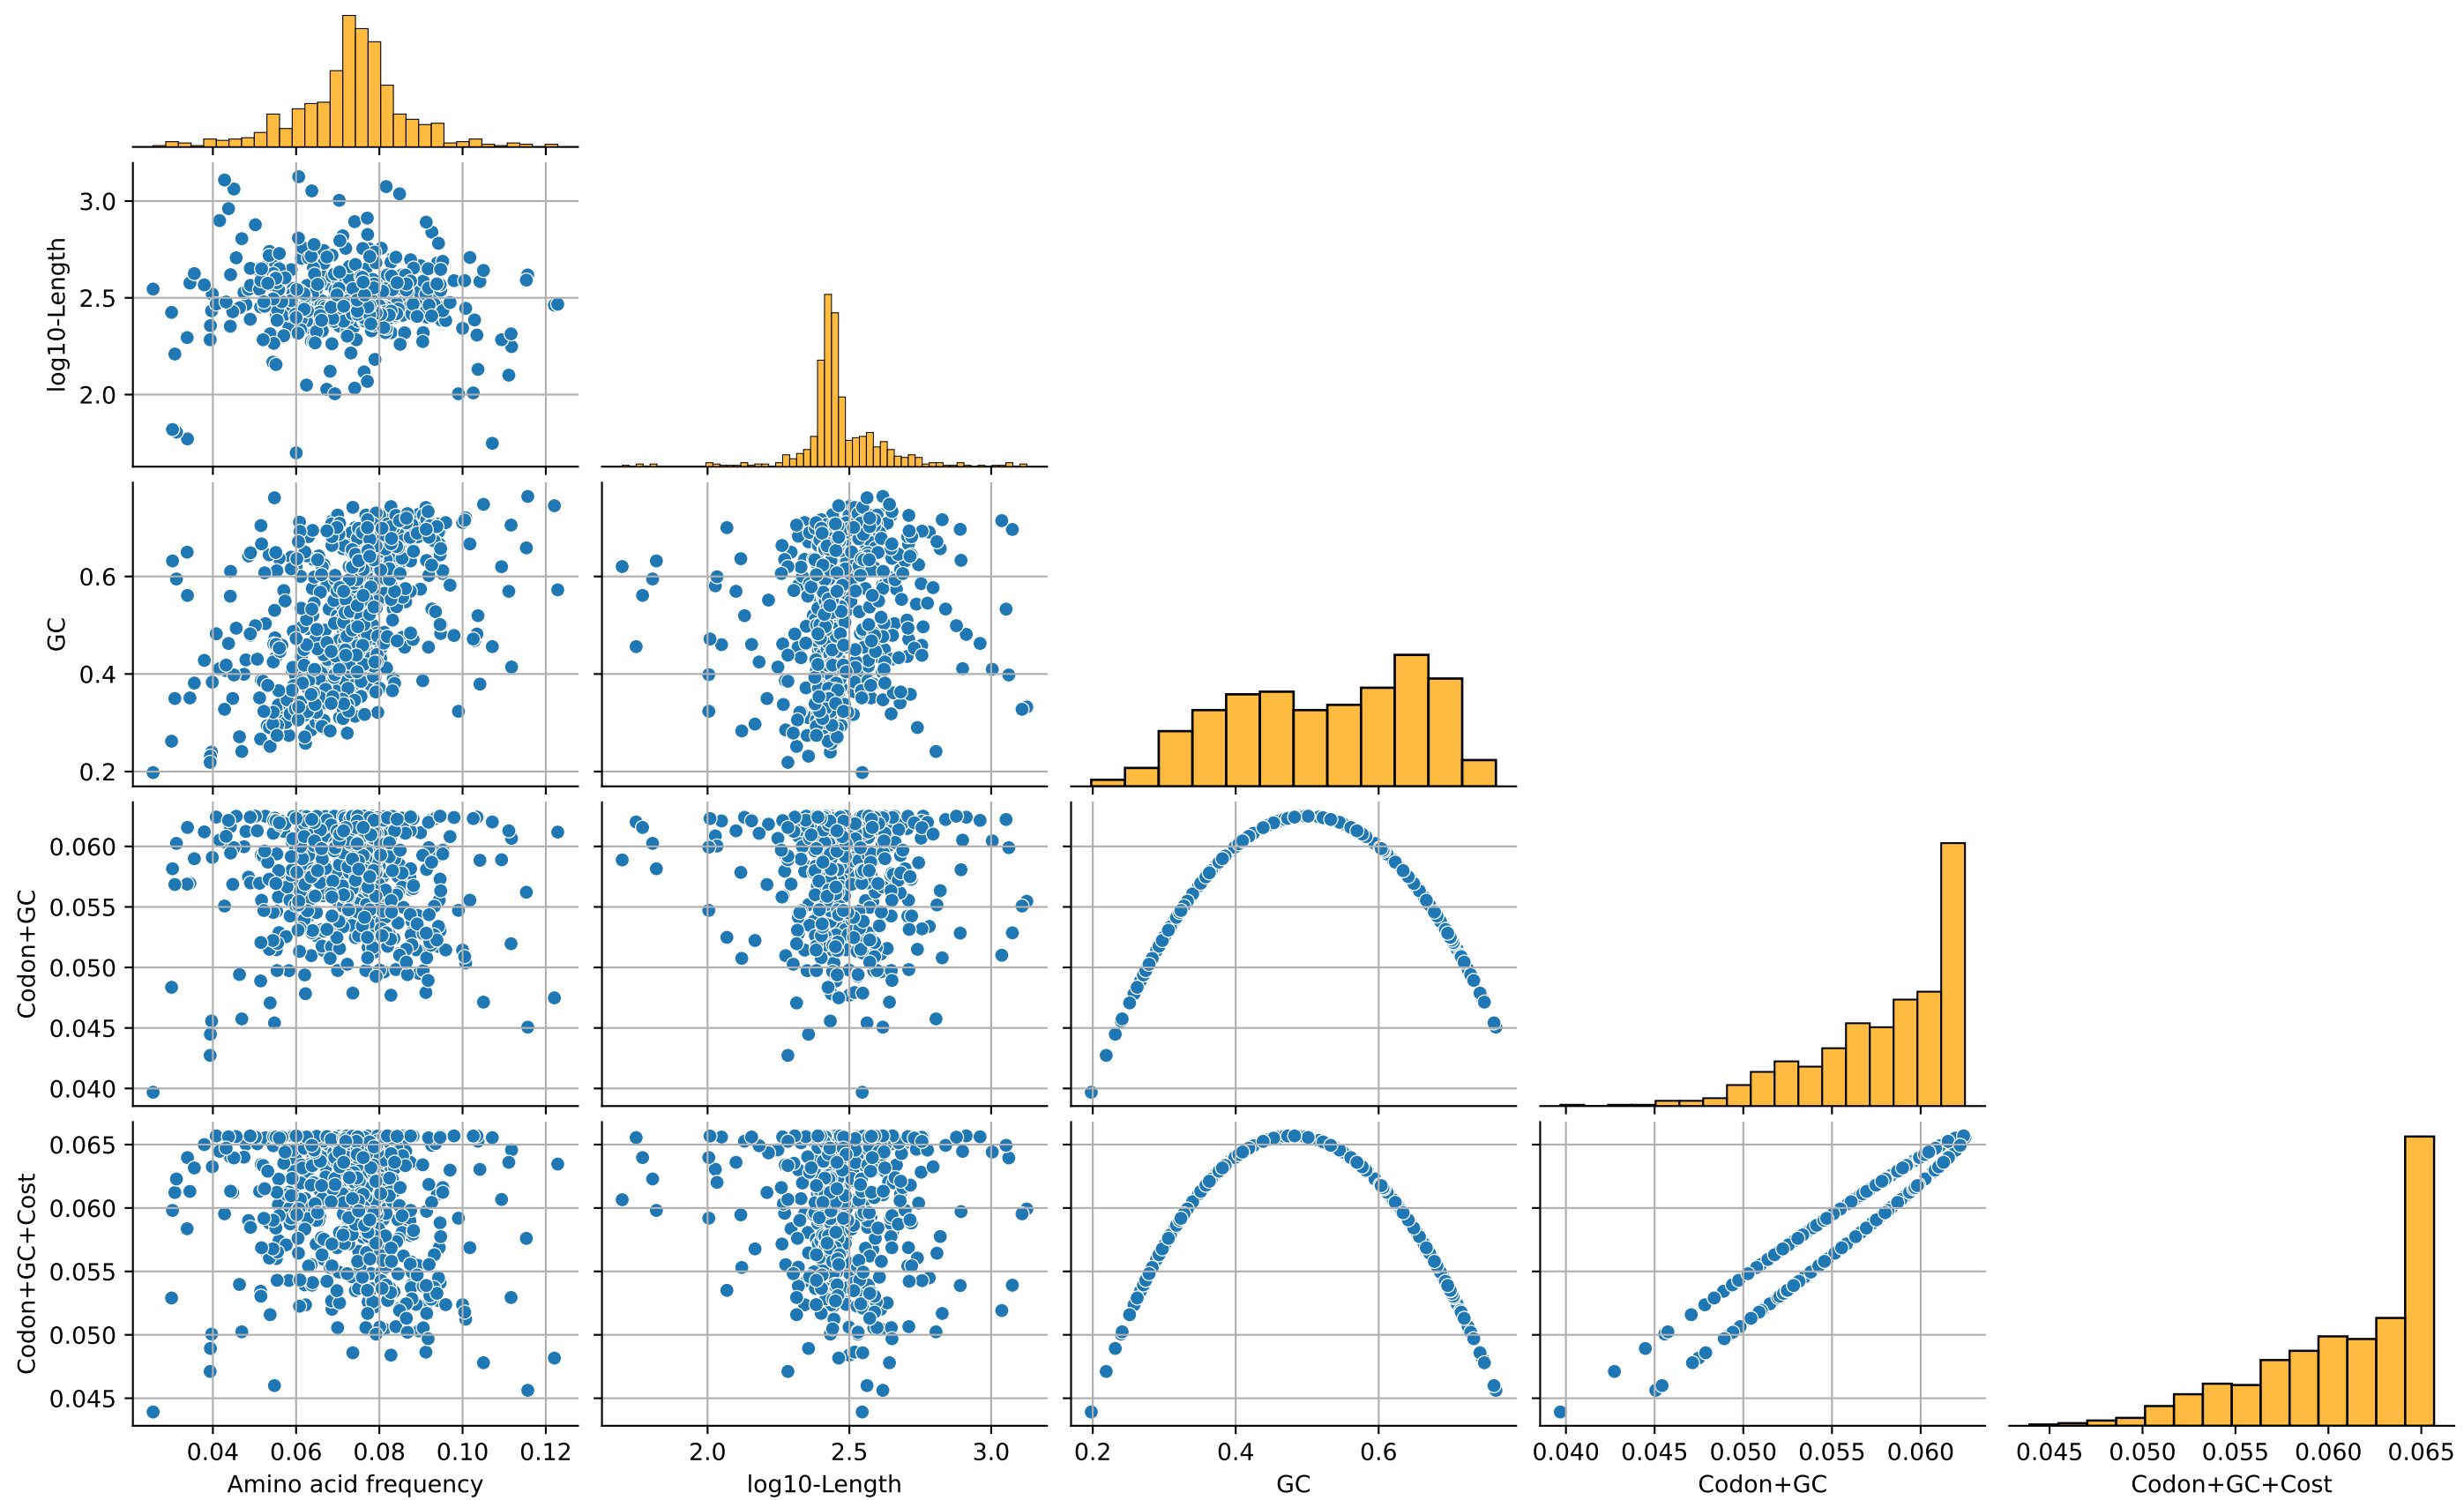 3.0
2.5
2.0
log10-Length
0.6
0.4
0.2
GC
0.060
0.055
0.050
0.045
0.040
Codon+GC
0.065
0.060
0.055
0.050
0.045
Codon+GC+Cost
0.04 0.06 0.08 0.10 0.12
2.0 2.5 3.0
0.2 0.4 0.6
0.040 0.045 0.050 0.055 0.060
0.045 0.050 0.055 0.060 0.065
Amino acid frequency
log10-Length
GC
Codon+GC
Codon+GC+Cost